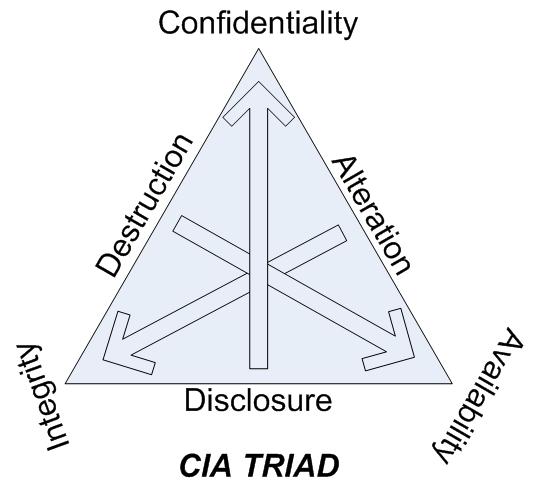 Confidentiality
Destruction
Alteration
Integrity
Availability
Disclosure
CIA TRIAD